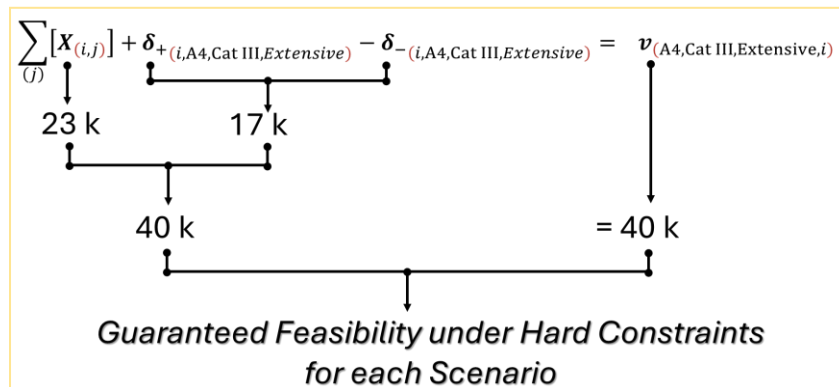 ∑(j) [X(i,j)] + δ+(i,A4,Cat III,Extensive) − δ−(i,A4,Cat III,Extensive) = v(A4,Cat III,Extensive,i)
23 k 17 k
40 k = 40 k
Guaranteed Feasibility under Hard Constraints
for each Scenario